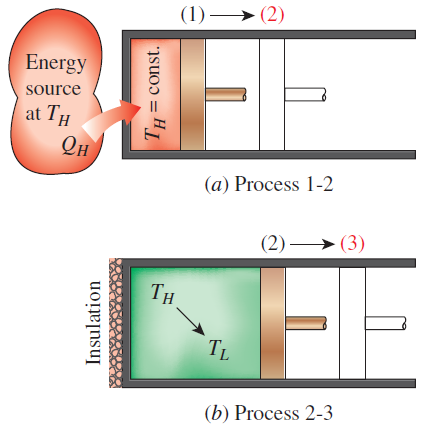 (1) → (2)
Energy
source
at T_H
Q_H
T_H = const.
(a) Process 1-2
(2) → (3)
Insulation
T_H
T_L
(b) Process 2-3